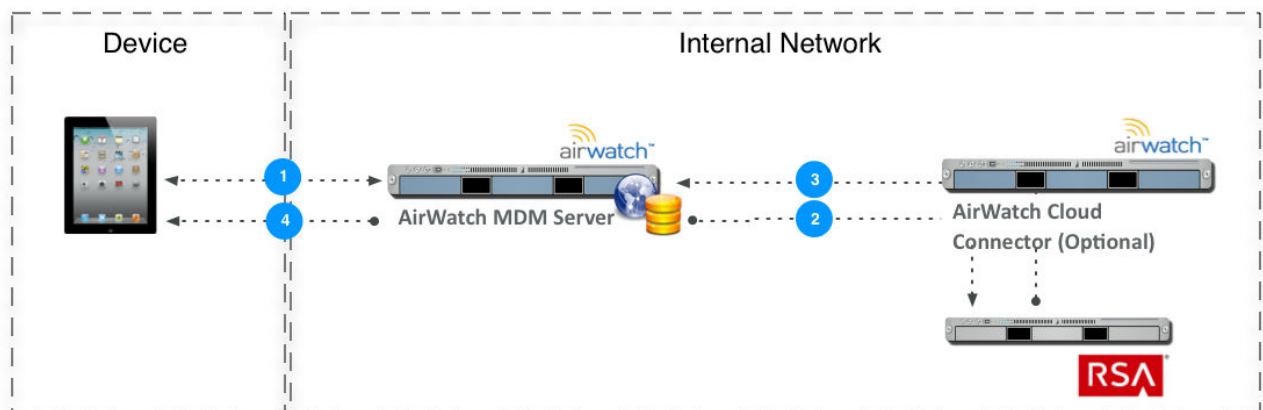 Device
Internal Network
airwatch™
airwatch™
1
3
AirWatch MDM Server
4
2
AirWatch Cloud
Connector (Optional)
RSA